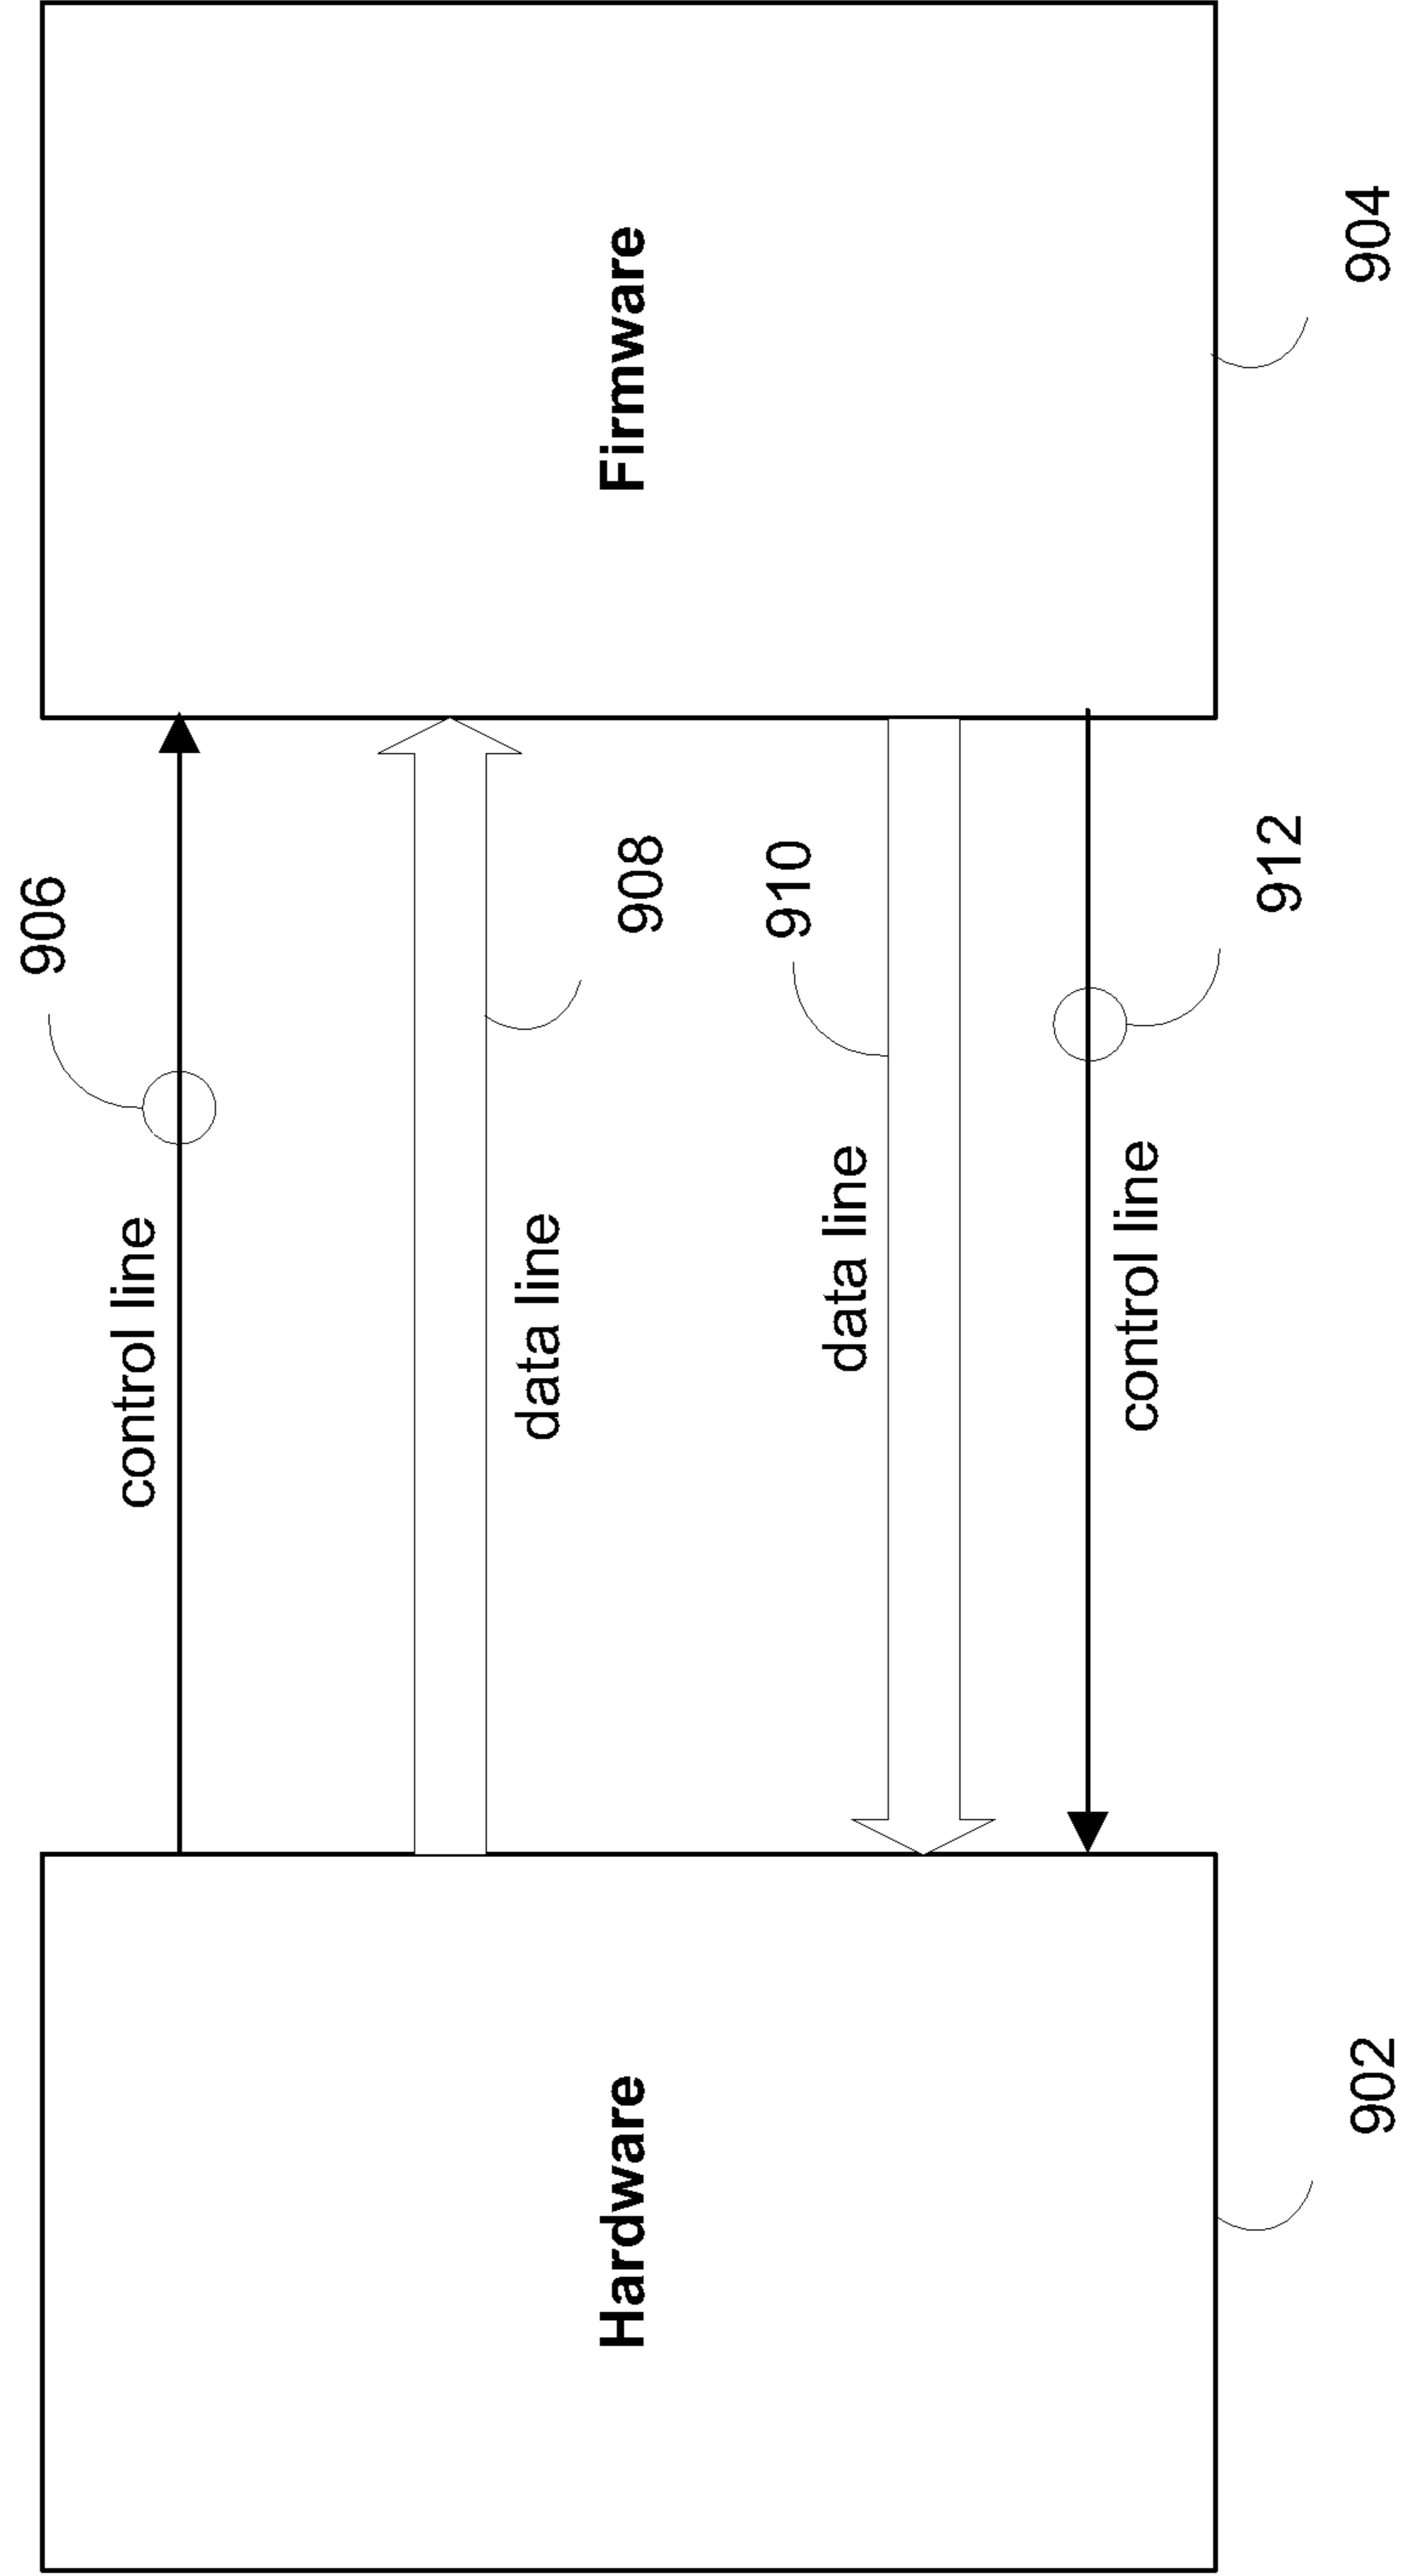 906
control line
908
data line
Hardware
Firmware
data line
910
control line
912
902
904